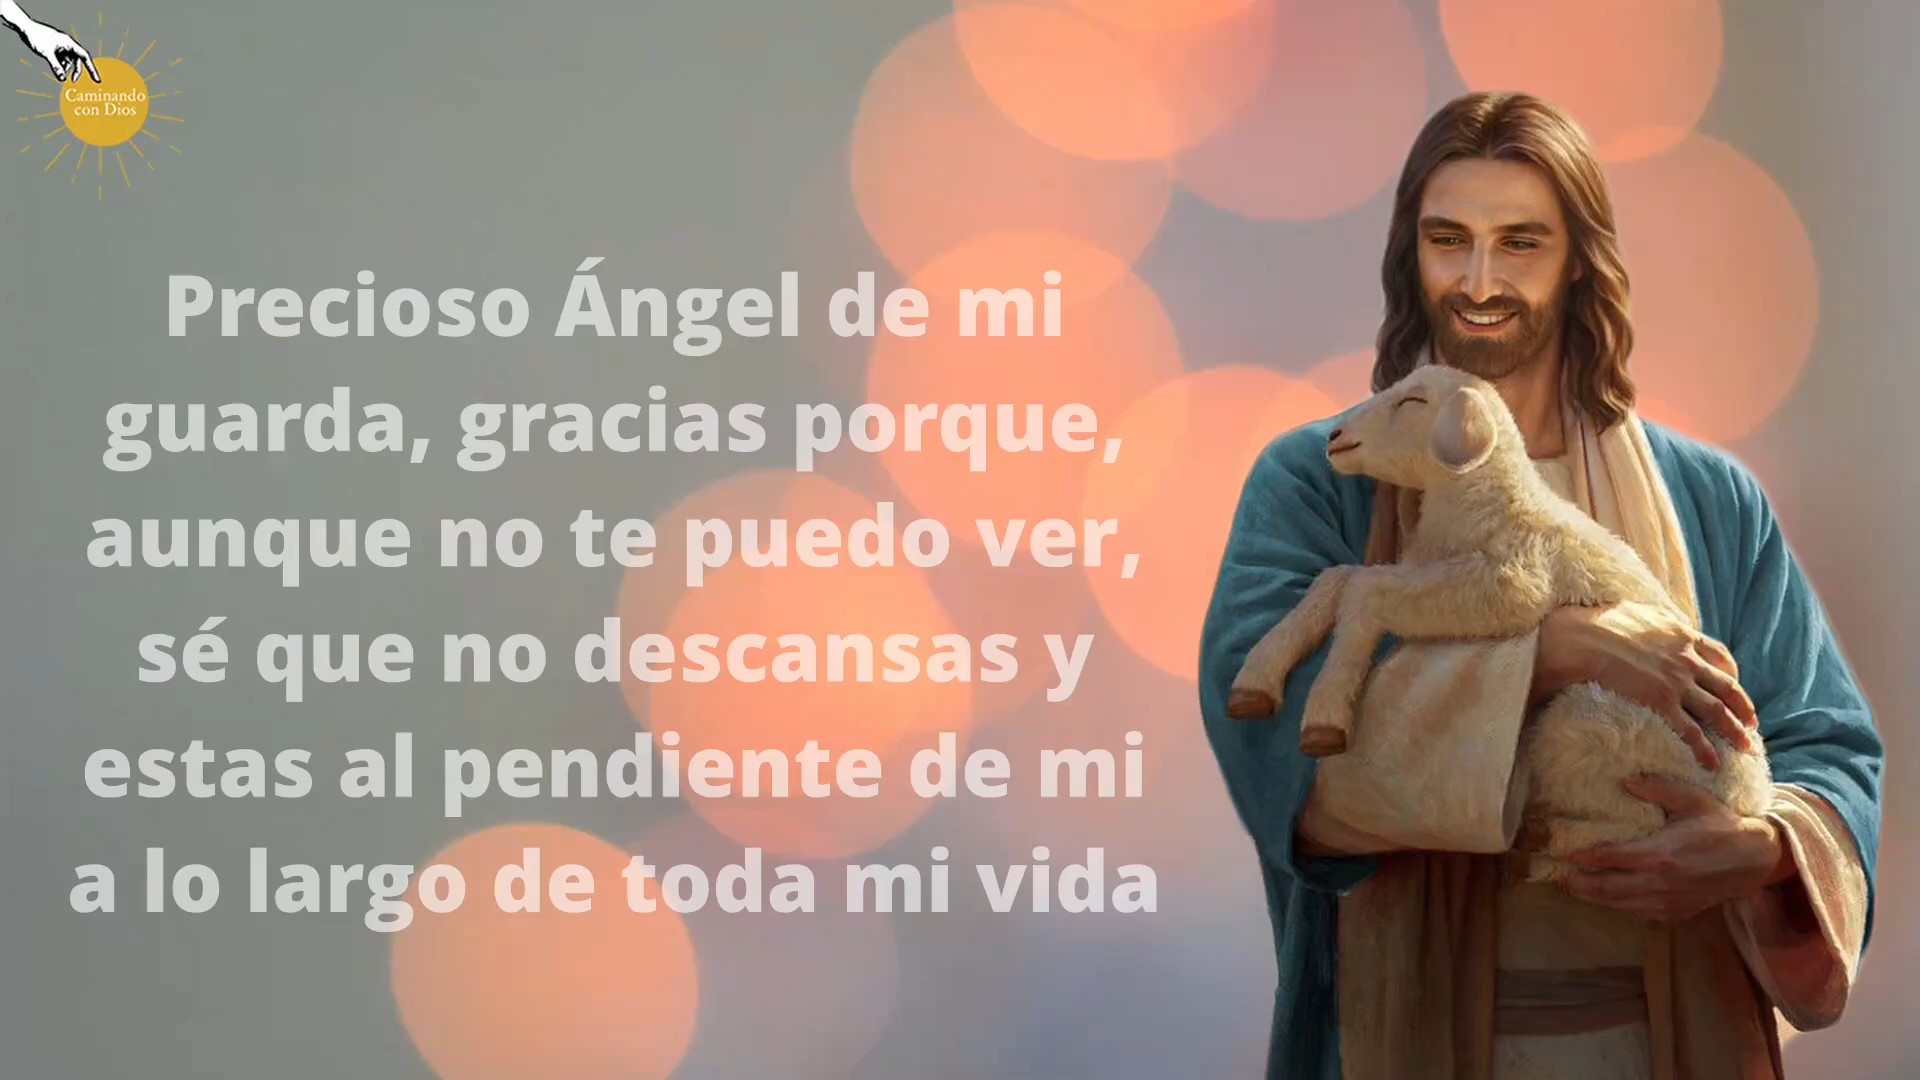 Caminando
con Dios
Precioso Ángel de mi
guarda, gracias porque,
aunque no te puedo ver,
sé que no descansas y
estas al pendiente de mi
a lo largo de toda mi vida